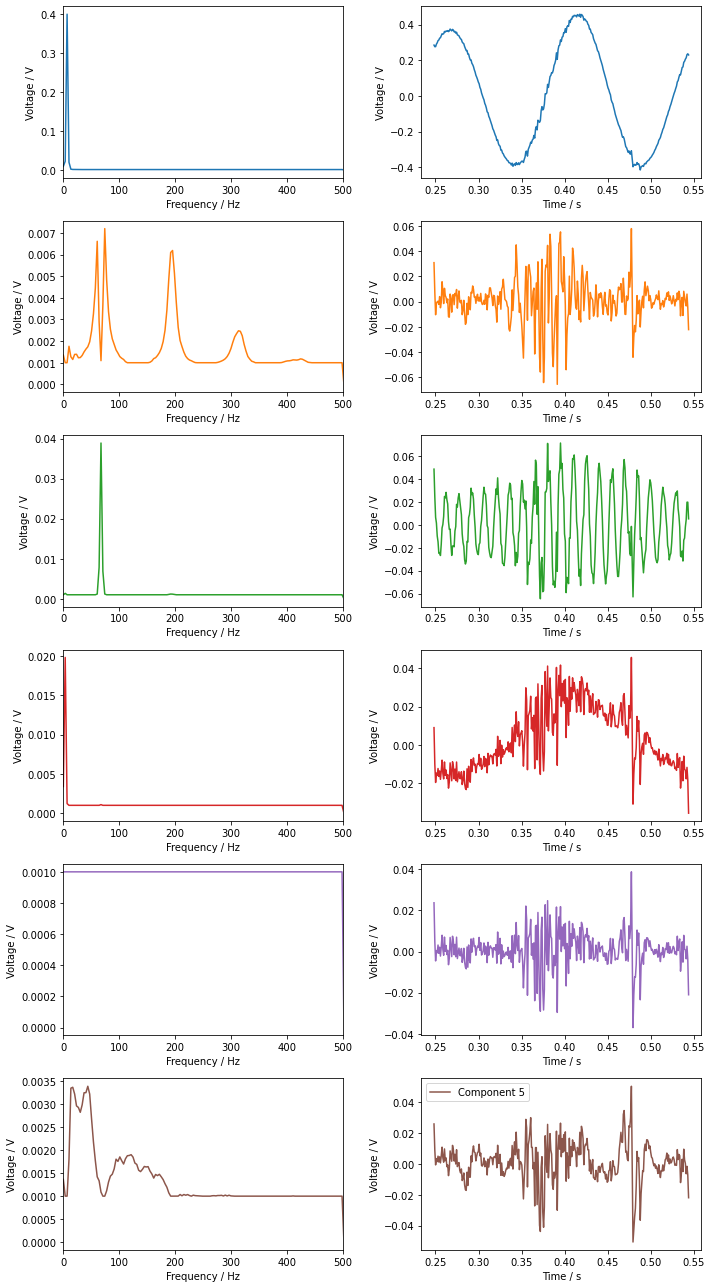 0.4
0.3
0.2
0.1
0.0
Voltage / V
0 100 200 300 400 500
Frequency / Hz
0.4
0.2
0.0
−0.2
−0.4
Voltage / V
0.25 0.30 0.35 0.40 0.45 0.50 0.55
Time / s
0.007
0.006
0.005
0.004
0.003
0.002
0.001
0.000
Voltage / V
0 100 200 300 400 500
Frequency / Hz
0.06
0.04
0.02
0.00
−0.02
−0.04
−0.06
Voltage / V
0.25 0.30 0.35 0.40 0.45 0.50 0.55
Time / s
0.04
0.03
0.02
0.01
0.00
Voltage / V
0 100 200 300 400 500
Frequency / Hz
0.06
0.04
0.02
0.00
−0.02
−0.04
−0.06
Voltage / V
0.25 0.30 0.35 0.40 0.45 0.50 0.55
Time / s
0.020
0.015
0.010
0.005
0.000
Voltage / V
0 100 200 300 400 500
Frequency / Hz
0.04
0.02
0.00
−0.02
Voltage / V
0.25 0.30 0.35 0.40 0.45 0.50 0.55
Time / s
0.0010
0.0008
0.0006
0.0004
0.0002
0.0000
Voltage / V
0 100 200 300 400 500
Frequency / Hz
0.04
0.02
0.00
−0.02
−0.04
Voltage / V
0.25 0.30 0.35 0.40 0.45 0.50 0.55
Time / s
0.0035
0.0030
0.0025
0.0020
0.0015
0.0010
0.0005
0.0000
Voltage / V
0 100 200 300 400 500
Frequency / Hz
Component 5
0.04
0.02
0.00
−0.02
−0.04
Voltage / V
0.25 0.30 0.35 0.40 0.45 0.50 0.55
Time / s